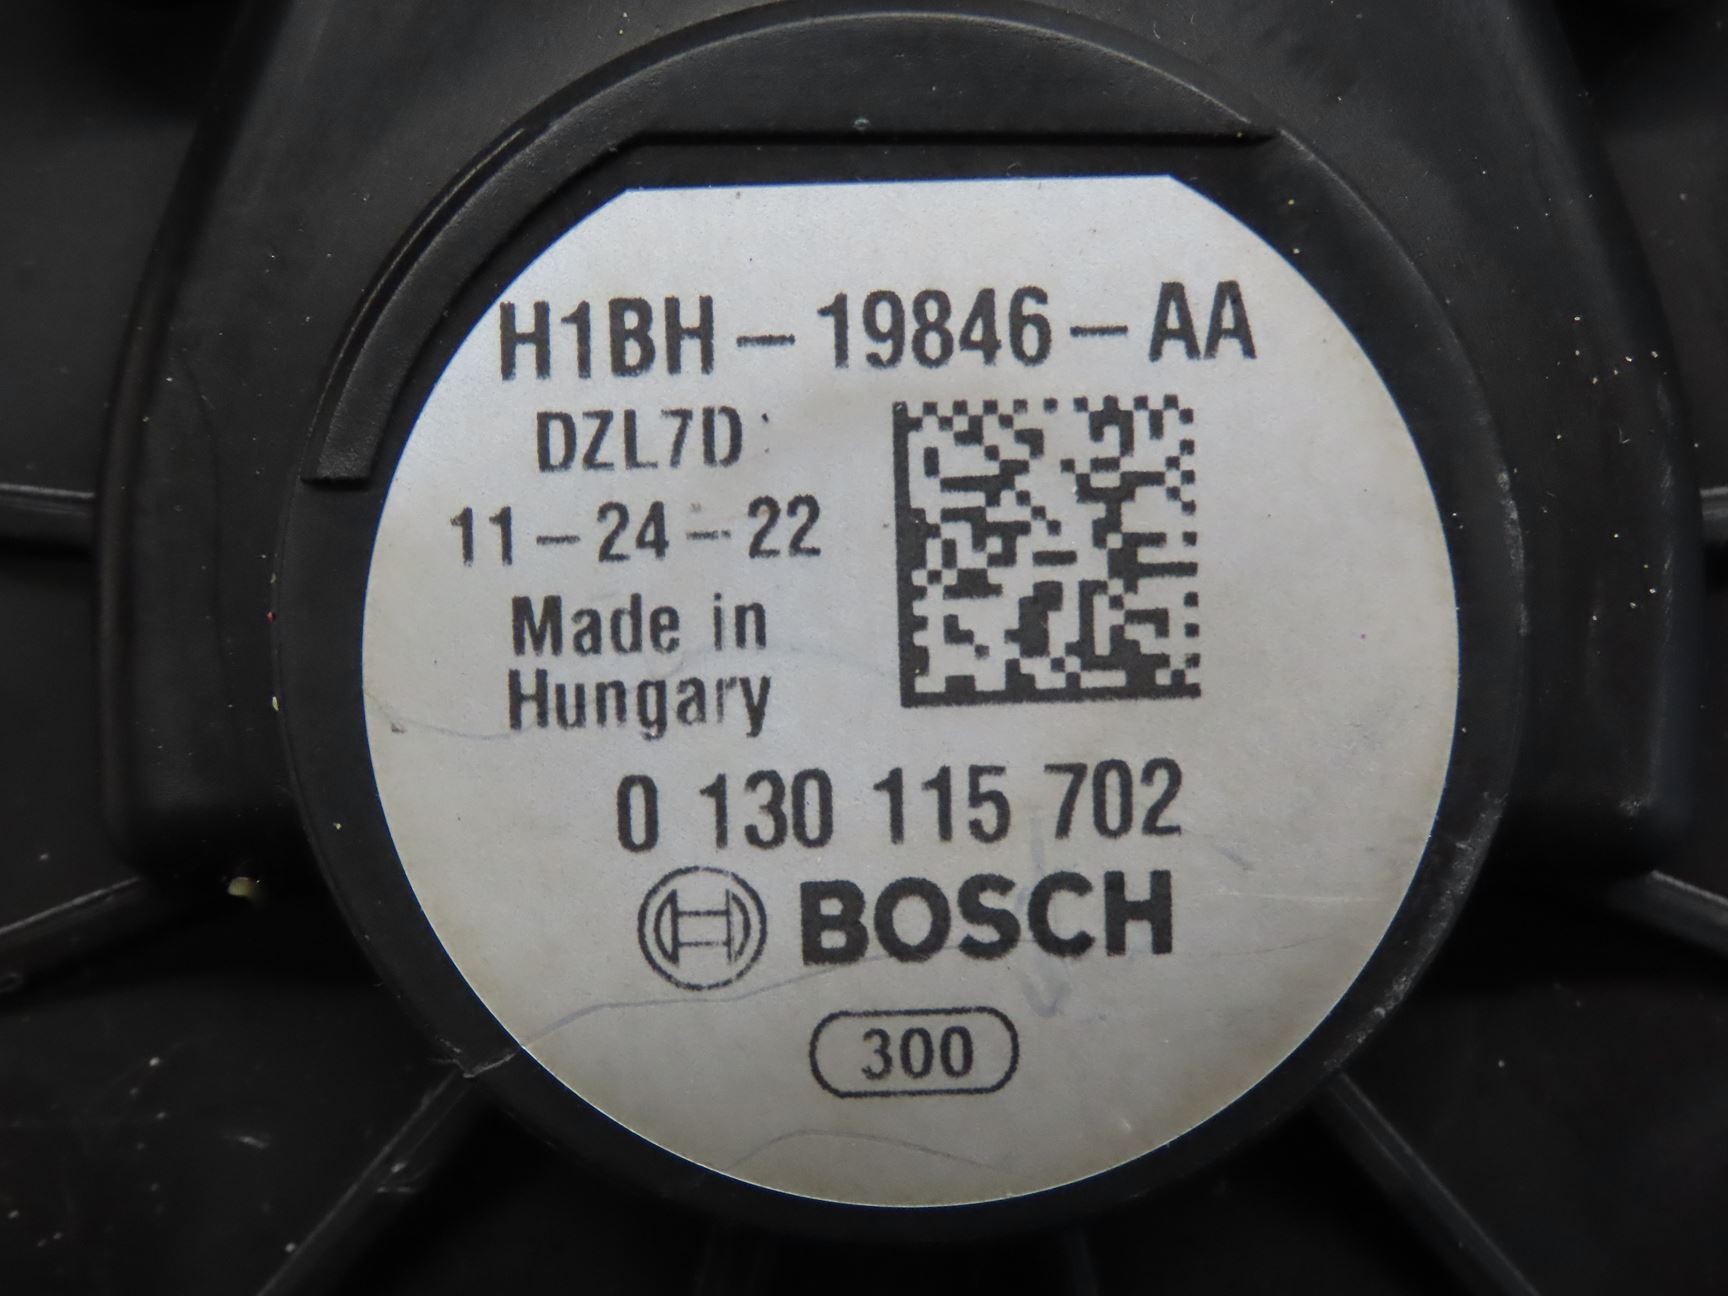 H1BH-19846-AA
DZL7D
11-24-22
Made in
Hungary
0 130 115 702
BOSCH
300